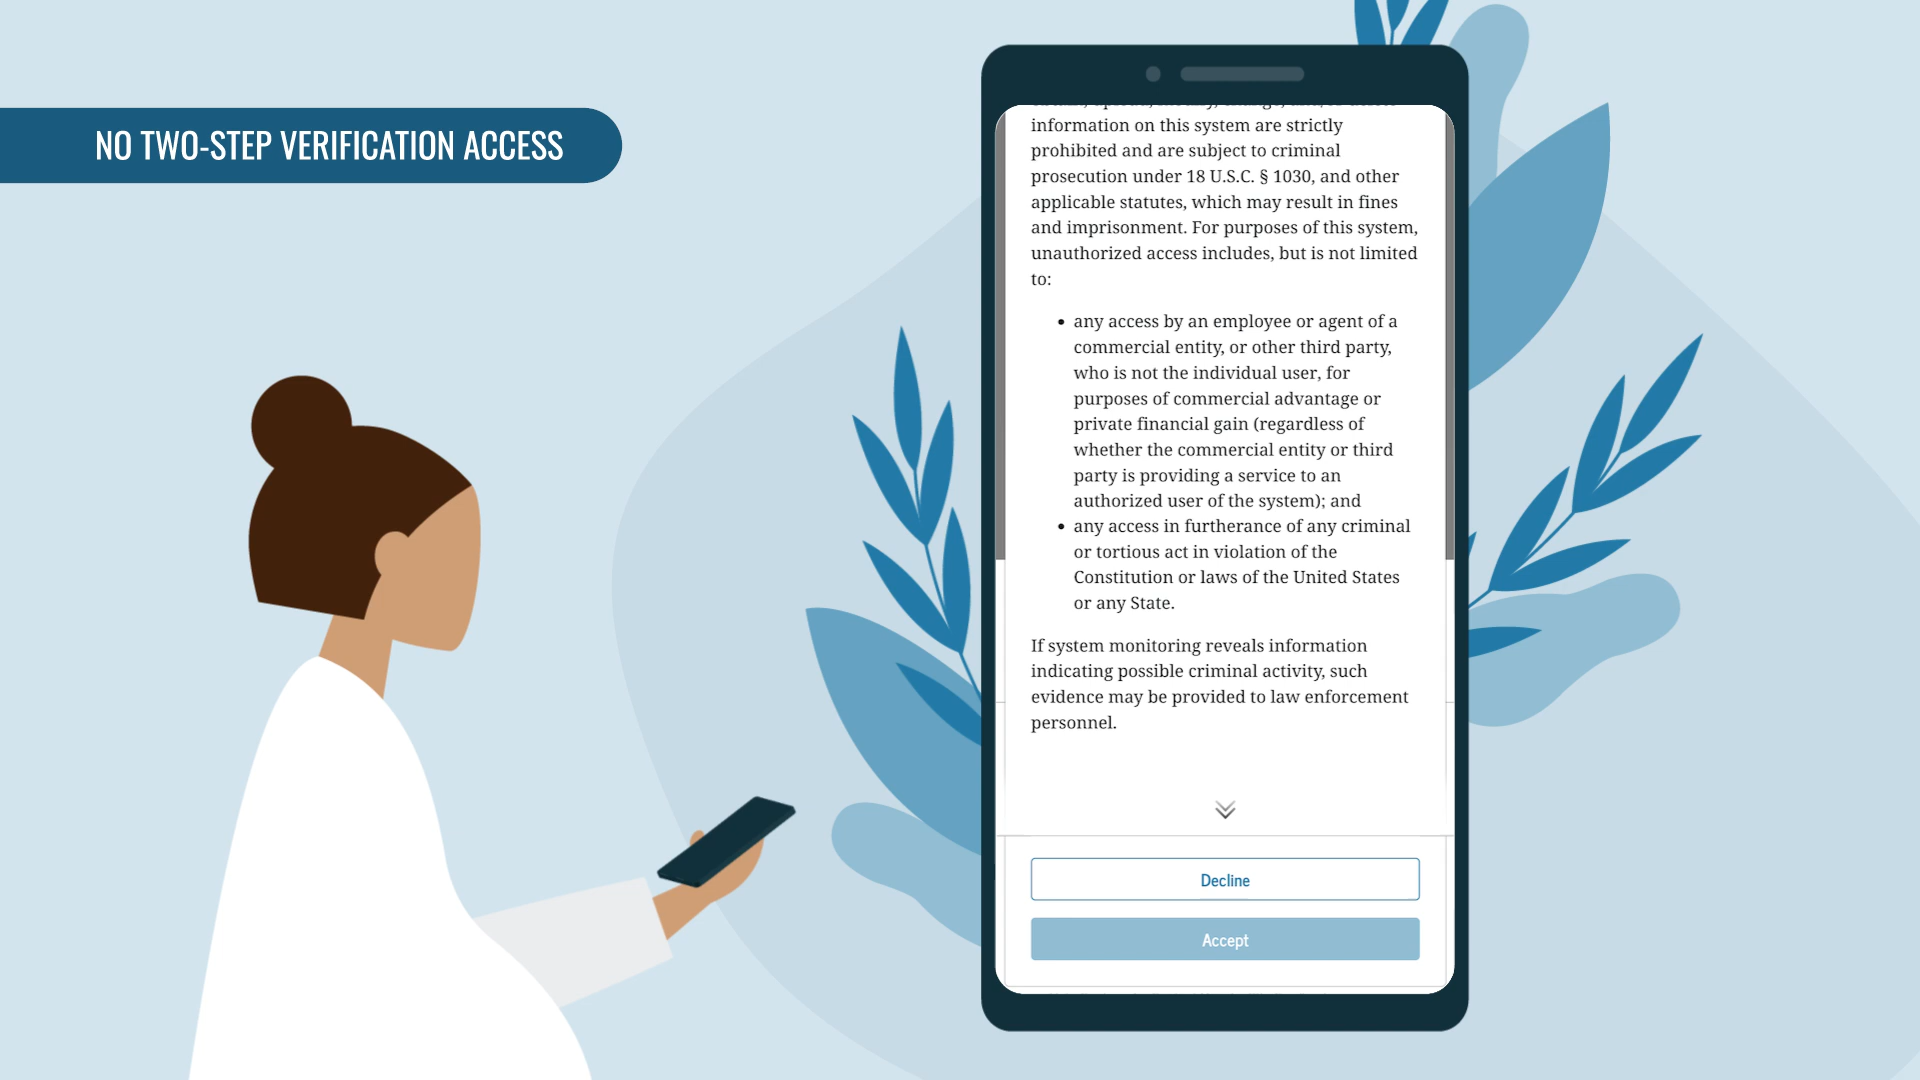 NO TWO-STEP VERIFICATION ACCESS
information on this system are strictly
prohibited and are subject to criminal
prosecution under 18 U.S.C. § 1030, and other
applicable statutes, which may result in fines
and imprisonment. For purposes of this system,
unauthorized access includes, but is not limited
to:
• any access by an employee or agent of a
commercial entity, or other third party,
who is not the individual user, for
purposes of commercial advantage or
private financial gain (regardless of
whether the commercial entity or third
party is providing a service to an
authorized user of the system); and
• any access in furtherance of any criminal
or tortious act in violation of the
Constitution or laws of the United States
or any State.
If system monitoring reveals information
indicating possible criminal activity, such
evidence may be provided to law enforcement
personnel.
Decline
Accept